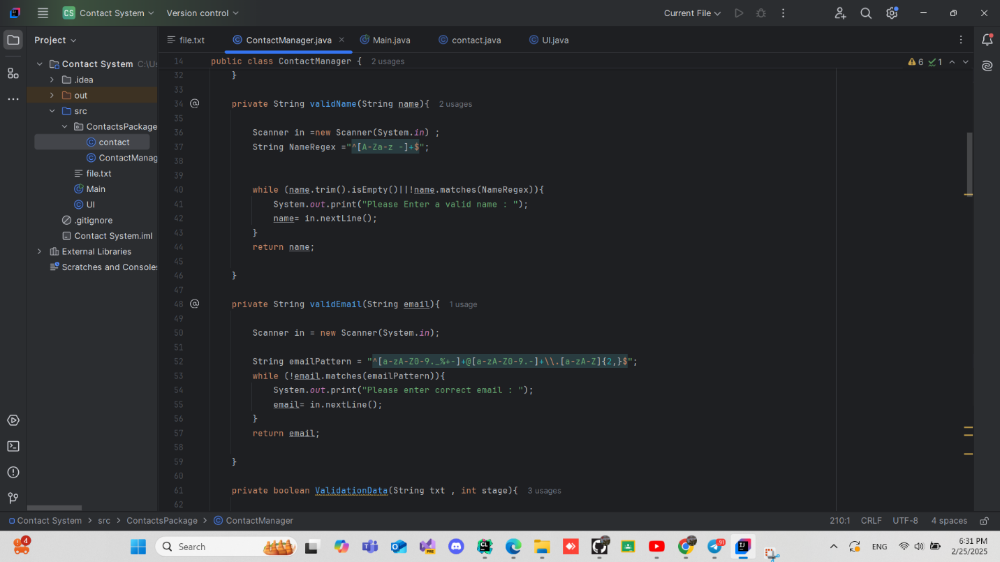 CS Contact System Version control Current File
Project
file.txt ContactManager.java Main.java contact.java UI.java
Contact System C:\Us
.idea
out
src
ContactsPackage
contact
ContactManag
file.txt
Main
UI
.gitignore
Contact System.iml
External Libraries
Scratches and Consoles
14 public class ContactManager { 2 usages
6 1
32 }
33
34 @ private String validName(String name){ 2 usages
35
36 Scanner in =new Scanner(System.in) ;
37 String NameRegex ="^[A-Za-z -]+$";
38
39
40 while (name.trim().isEmpty()||!name.matches(NameRegex)){
41 System.out.print("Please Enter a valid name : ");
42 name= in.nextLine();
43 }
44 return name;
45
46 }
47
48 @ private String validEmail(String email){ 1 usage
49
50 Scanner in = new Scanner(System.in);
51
52 String emailPattern = "^[a-zA-Z0-9._%+-]+@[a-zA-Z0-9.-]+\\.[a-zA-Z]{2,}$";
53 while (!email.matches(emailPattern)){
54 System.out.print("Please enter correct email : ");
55 email= in.nextLine();
56 }
57 return email;
58
59 }
60
61 private boolean ValidationData(String txt , int stage){ 3 usages
62
Contact System > src > ContactsPackage > ContactManager 210:1 CRLF UTF-8 4 spaces
4 Search PRE CL 91 IJ ENG 6:31 PM
2/25/2025